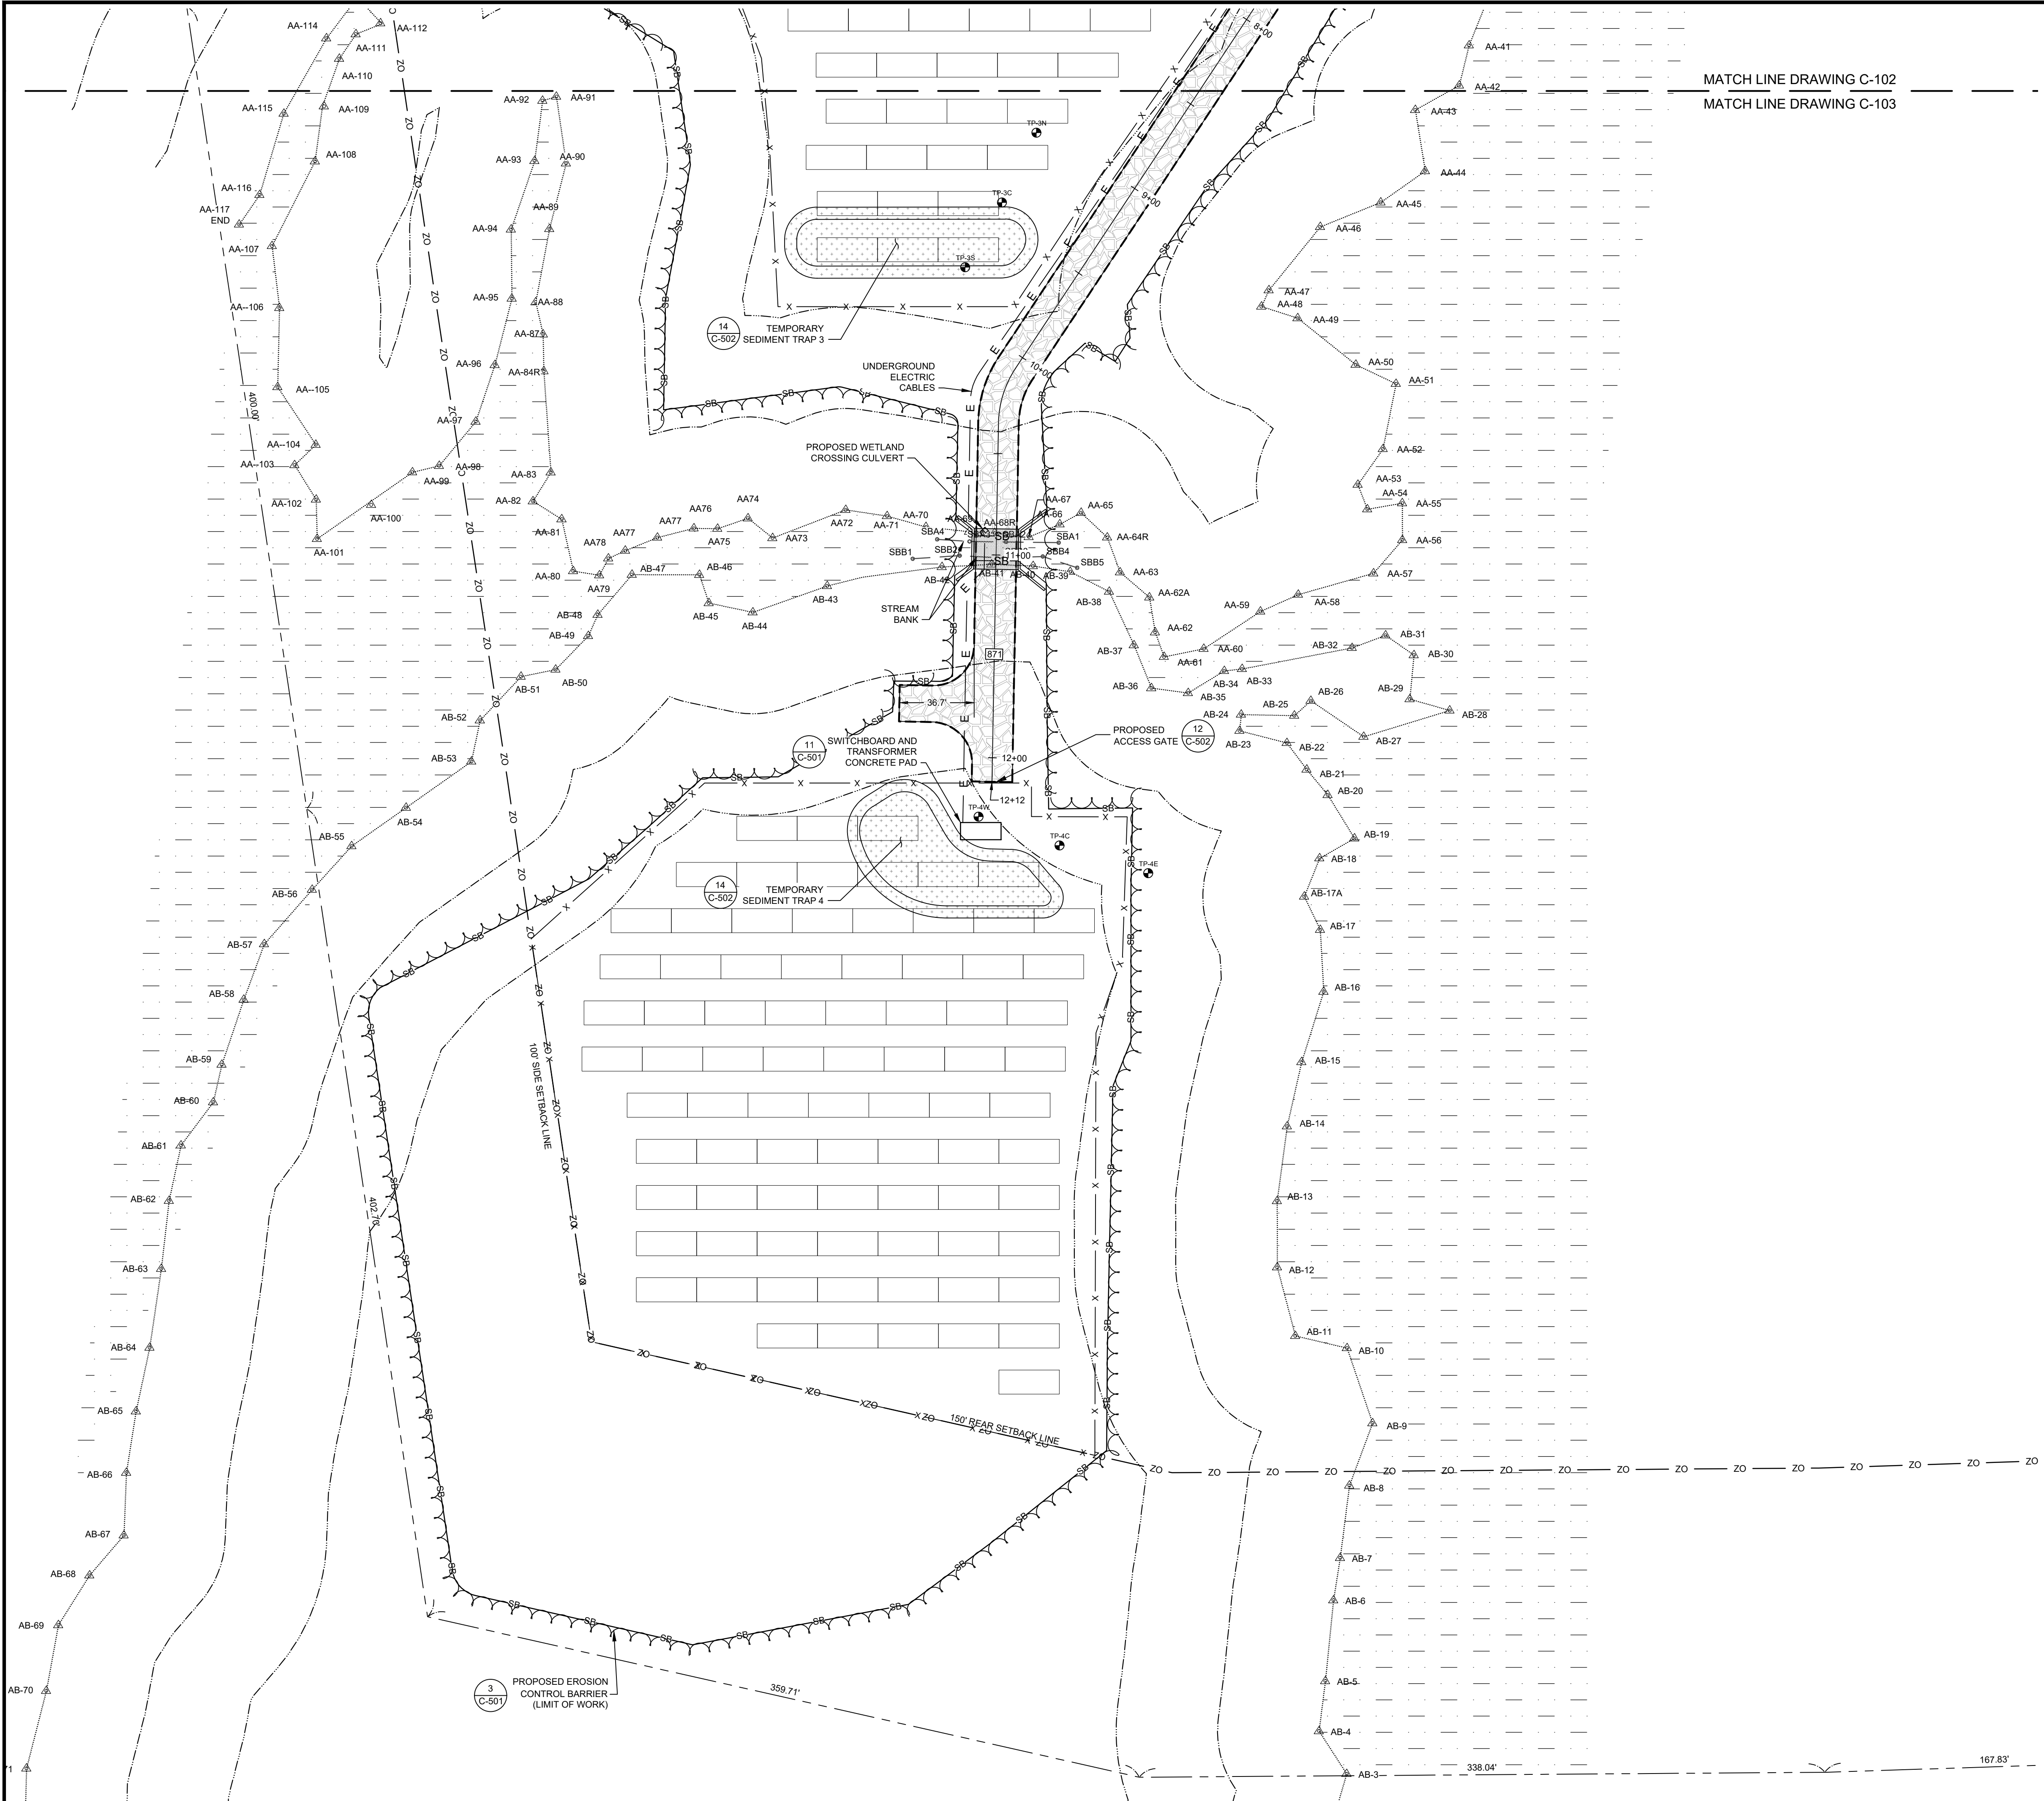 MATCH LINE DRAWING C-102
MATCH LINE DRAWING C-103
AA-114
AA-112
AA-111
AA-110
AA-109
AA-115
AA-108
AA-116
AA-117
END
AA-107
AA--106
AA--105
AA--104
AA--103
AA-102
AA-101
AA-100
AA-99
AA-98
AA-97
AA-96
AA-95
AA-94
AA-93
AA-92
AA-91
AA-90
AA-89
AA-88
AA-87
AA-84R
AA-83
AA-82
AA-81
AA-80
AA79
AA78
AA77
AA77
AA76
AA75
AA74
AA73
AA72
AA-71
AA-70
AA-68R
AA-67
AA-66
AA-65
AA-64R
AA-63
AA-62A
AA-62
AA-61
AA-60
AA-59
AA-58
AA-57
AA-56
AA-55
AA-54
AA-53
AA-52
AA-51
AA-50
AA-49
AA-48
AA-47
AA-46
AA-45
AA-44
AA-43
AA-42
AA-41
8+00
9+00
10+00
11+00
12+00
12+12
TP-3N
TP-3C
TP-3S
14
C-502
TEMPORARY
SEDIMENT TRAP 3
UNDERGROUND
ELECTRIC
CABLES
PROPOSED WETLAND
CROSSING CULVERT
SBA4
SBB1
SBB2
SBA1
SBB4
SBB5
STREAM
BANK
871
36.7'
11
C-501
SWITCHBOARD AND
TRANSFORMER
CONCRETE PAD
PROPOSED
ACCESS GATE
12
C-502
TP-4W
TP-4C
TP-4E
14
C-502
TEMPORARY
SEDIMENT TRAP 4
AB-39
AB-40
AB-41
AB-42
AB-43
AB-44
AB-45
AB-46
AB-47
AB-48
AB-49
AB-50
AB-51
AB-52
AB-53
AB-54
AB-55
AB-56
AB-57
AB-58
AB-59
AB-60
AB-61
AB-62
AB-63
AB-64
AB-65
AB-66
AB-67
AB-68
AB-69
AB-70
71
AB-38
AB-37
AB-36
AB-35
AB-34
AB-33
AB-32
AB-31
AB-30
AB-29
AB-28
AB-27
AB-26
AB-25
AB-24
AB-23
AB-22
AB-21
AB-20
AB-19
AB-18
AB-17A
AB-17
AB-16
AB-15
AB-14
AB-13
AB-12
AB-11
AB-10
AB-9
AB-8
AB-7
AB-6
AB-5
AB-4
AB-3
400.00'
402.70'
100' SIDE SETBACK LINE
150' REAR SETBACK LINE
3
C-501
PROPOSED EROSION
CONTROL BARRIER
(LIMIT OF WORK)
359.71'
338.04'
167.83'